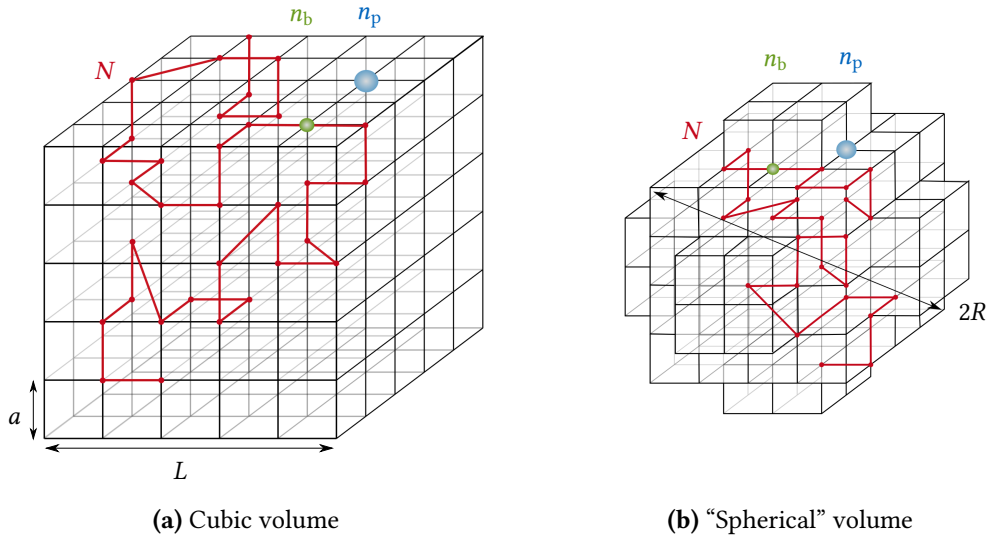 n_b n_p
N
a
L
(a) Cubic volume
n_b n_p
N
2R
(b) “Spherical” volume